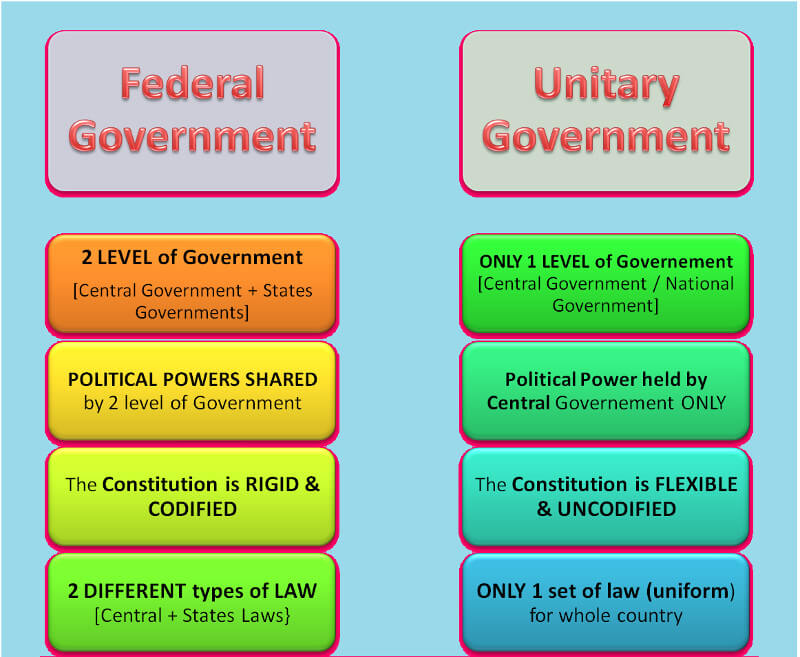 Federal
Government
2 LEVEL of Government
[Central Government + States
Governments]
POLITICAL POWERS SHARED
by 2 level of Government
The Constitution is RIGID &
CODIFIED
2 DIFFERENT types of LAW
[Central + States Laws}
Unitary
Government
ONLY 1 LEVEL of Governement
[Central Government / National
Government]
Political Power held by
Central Governement ONLY
The Constitution is FLEXIBLE
& UNCODIFIED
ONLY 1 set of law (uniform)
for whole country